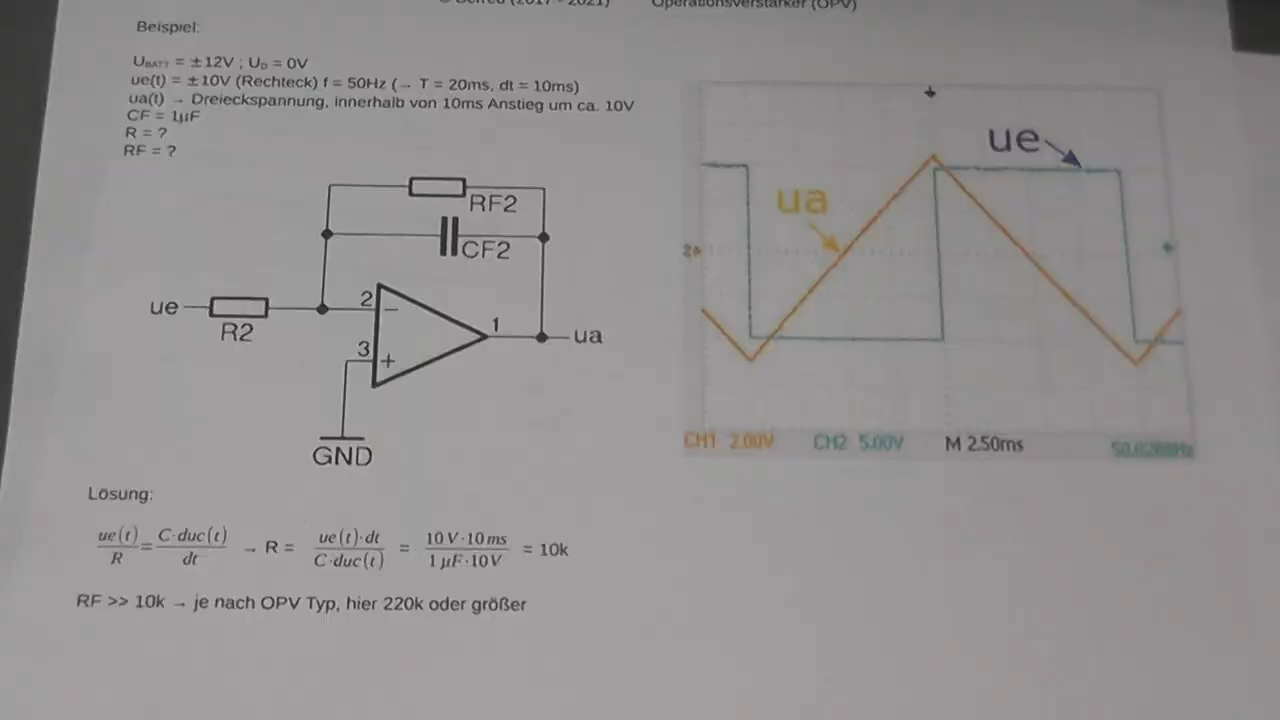 Operationsverstärker (OPV)
Beispiel:
UBATT = ±12V ; UD = 0V
ue(t) = ±10V (Rechteck) f = 50Hz (→ T = 20ms, dt = 10ms)
ua(t) → Dreieckspannung, innerhalb von 10ms Anstieg um ca. 10V
CF = 1µF
R = ?
RF = ?
RF2
CF2
ue
R2
2
−
3
+
1
ua
GND
ue
ua
2
CH1 2.00V CH2 5.00V M 2.50ms
Lösung:
ue(t)/R = C·duc(t)/dt → R = ue(t)·dt/C·duc(t) = 10V·10ms/1µF·10V = 10k
RF >> 10k → je nach OPV Typ, hier 220k oder größer